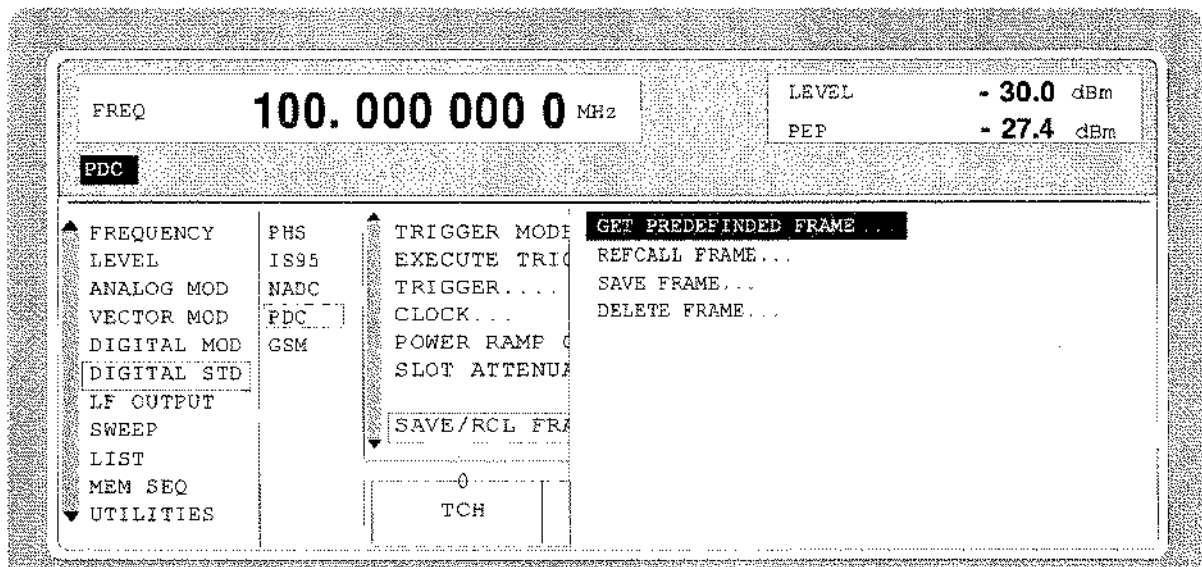 FREQ 100. 000 000 0 MHz
LEVEL - 30.0 dBm
PEP - 27.4 dBm
PDC
FREQUENCY
LEVEL
ANALOG MOD
VECTOR MOD
DIGITAL MOD
DIGITAL STD
LF OUTPUT
SWEEP
LIST
MEM SEQ
UTILITIES
PHS
IS95
NADC
PDC
GSM
TRIGGER MODE
EXECUTE TRIG
TRIGGER....
CLOCK...
POWER RAMP C
SLOT ATTENUA
SAVE/RCL FRA
0
TCH
GET PREDEFINDED FRAME...
REFCALL FRAME...
SAVE FRAME...
DELETE FRAME...